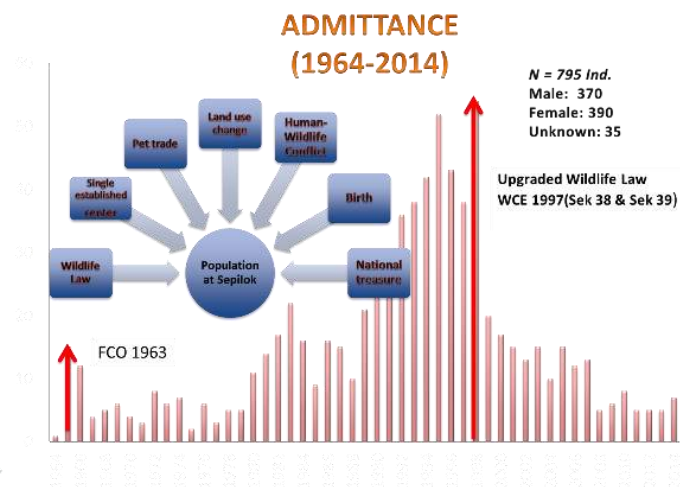 ADMITTANCE
(1964-2014)
N = 795 Ind.
Male: 370
Female: 390
Unknown: 35
Upgraded Wildlife Law
WCE 1997(Sek 38 & Sek 39)
Land use
change
Human-
Wildlife
Conflict
Pet trade
Single
established
center
Birth
Wildlife
Law
Population
at Sepilok
National
treasure
FCO 1963